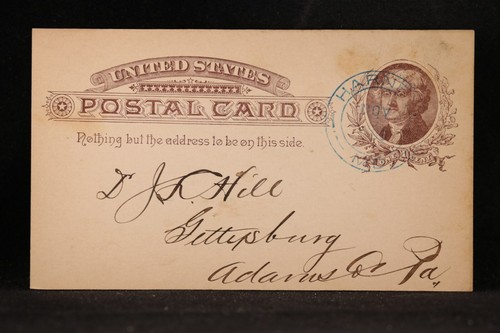 UNITED STATES
POSTAL CARD
Nothing but the address to be on this side.
Dr J. L. Hill
Gettysburg
Adams Co Pa,